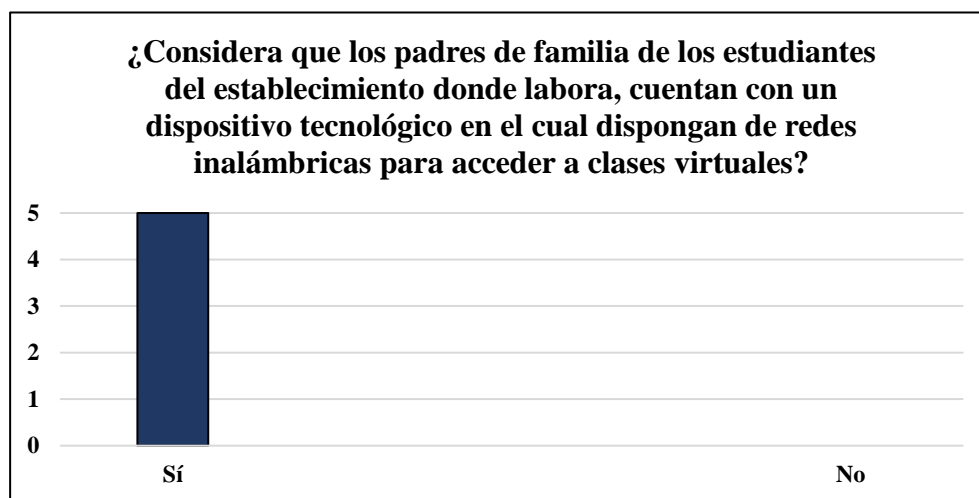 ¿Considera que los padres de familia de los estudiantes
del establecimiento donde labora, cuentan con un
dispositivo tecnológico en el cual dispongan de redes
inalámbricas para acceder a clases virtuales?
5
4
3
2
1
0
Sí No